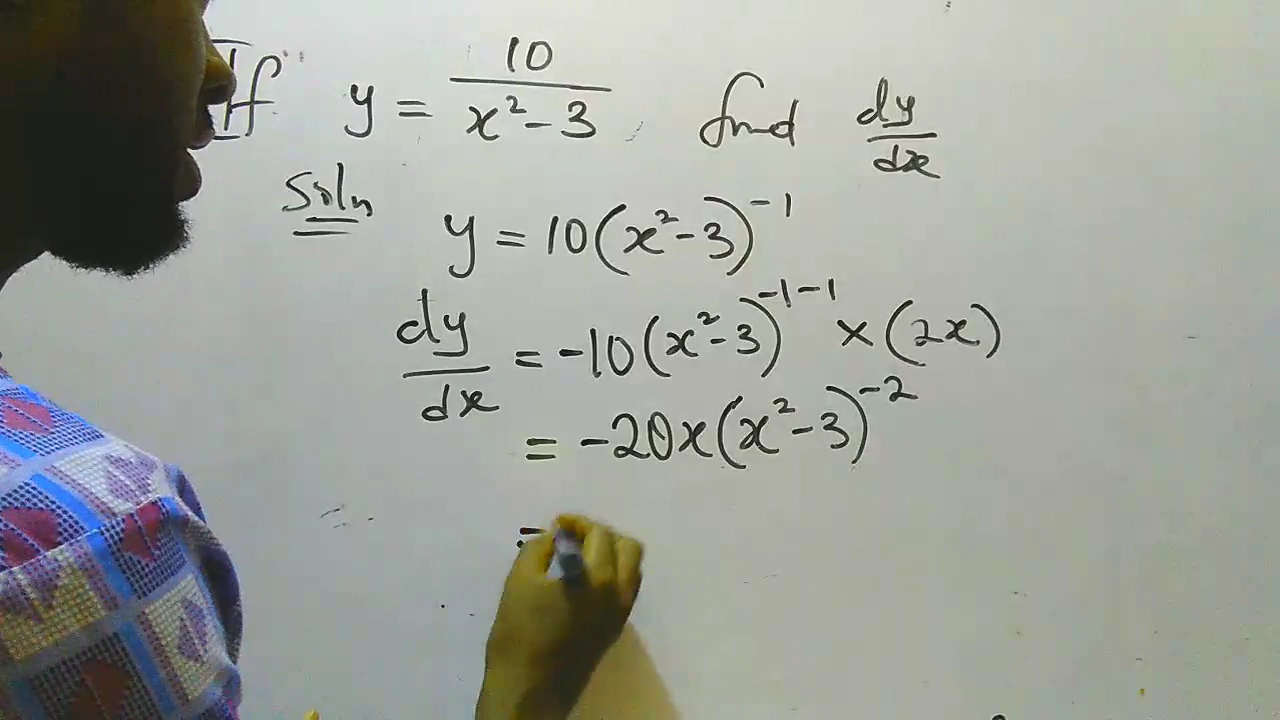 If y = 10/(x² - 3), find dy/dx
Soln
y = 10(x² - 3)⁻¹
dy/dx = -10(x² - 3)⁻¹⁻¹ × (2x)
= -20x(x² - 3)⁻²
=